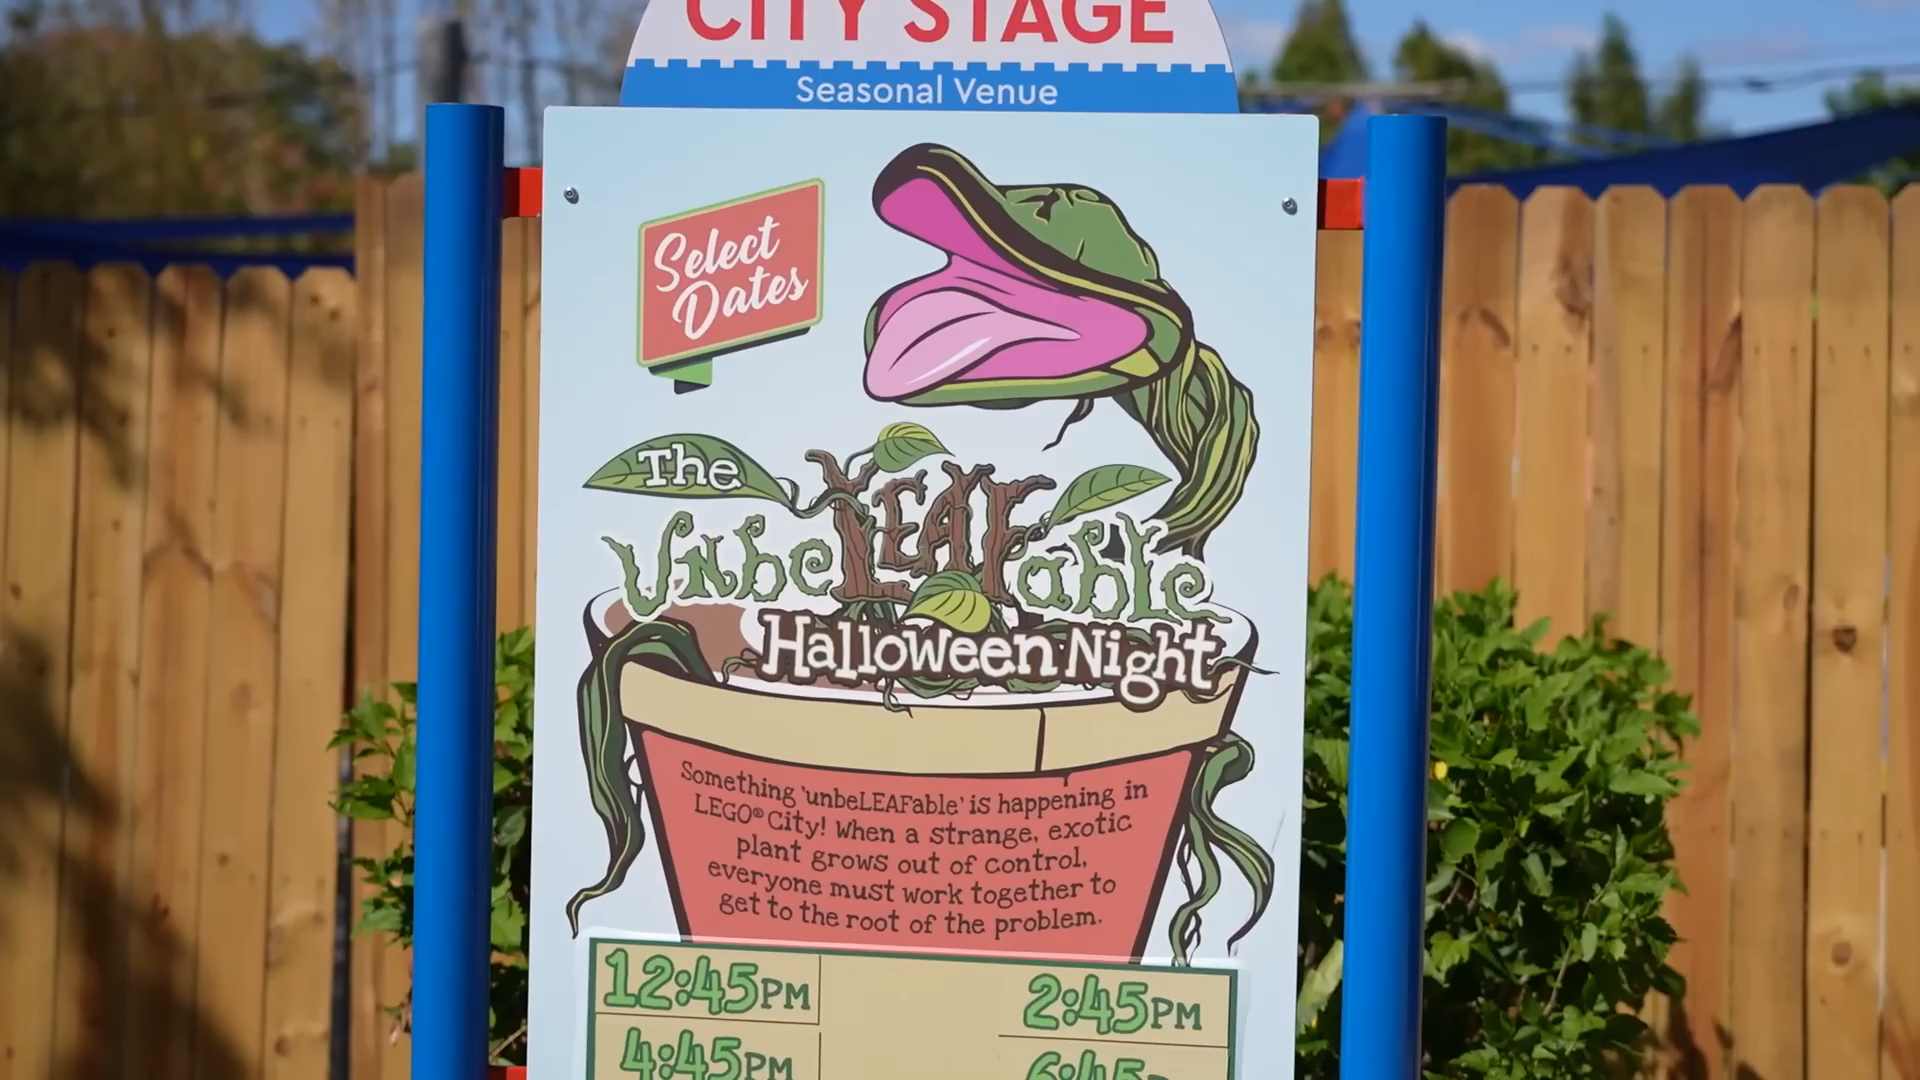 CITY STAGE
Seasonal Venue
Select
Dates
The
UnbeLEAFable
Halloween Night
Something 'unbeLEAFable' is happening in
LEGO® City! When a strange, exotic
plant grows out of control,
everyone must work together to
get to the root of the problem.
12:45PM
2:45PM
4:45PM
6:45P